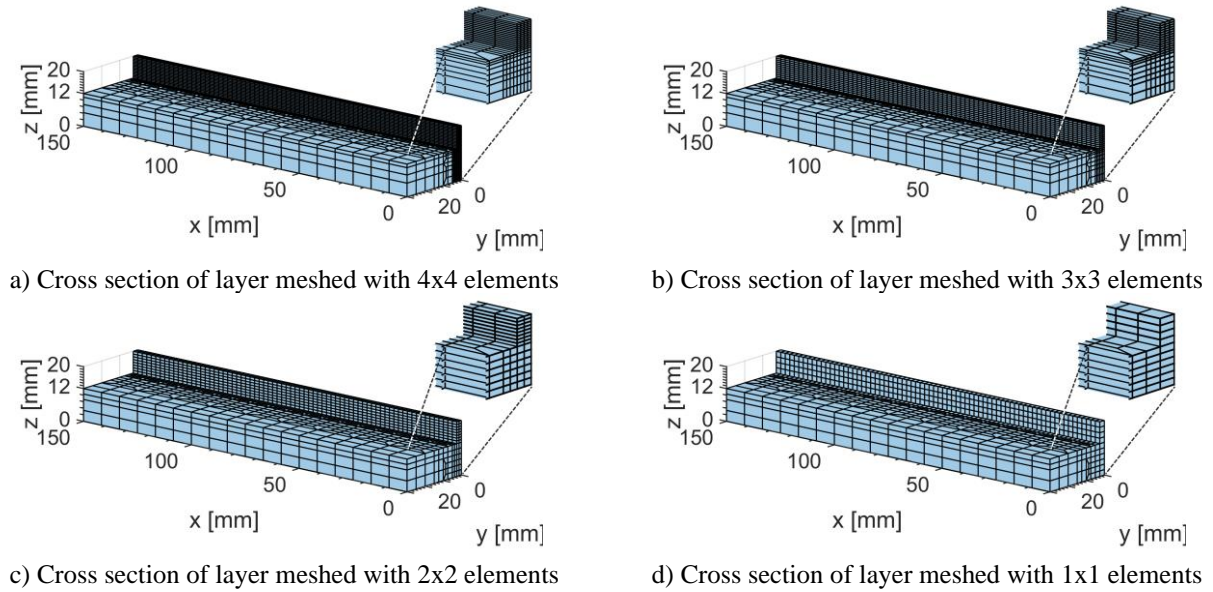 20
12
0
z [mm]
150
100
50
0
x [mm]
20
0
y [mm]
a) Cross section of layer meshed with 4x4 elements
20
12
0
z [mm]
150
100
50
0
x [mm]
20
0
y [mm]
b) Cross section of layer meshed with 3x3 elements
20
12
0
z [mm]
150
100
50
0
x [mm]
20
0
y [mm]
c) Cross section of layer meshed with 2x2 elements
20
12
0
z [mm]
150
100
50
0
x [mm]
20
0
y [mm]
d) Cross section of layer meshed with 1x1 elements